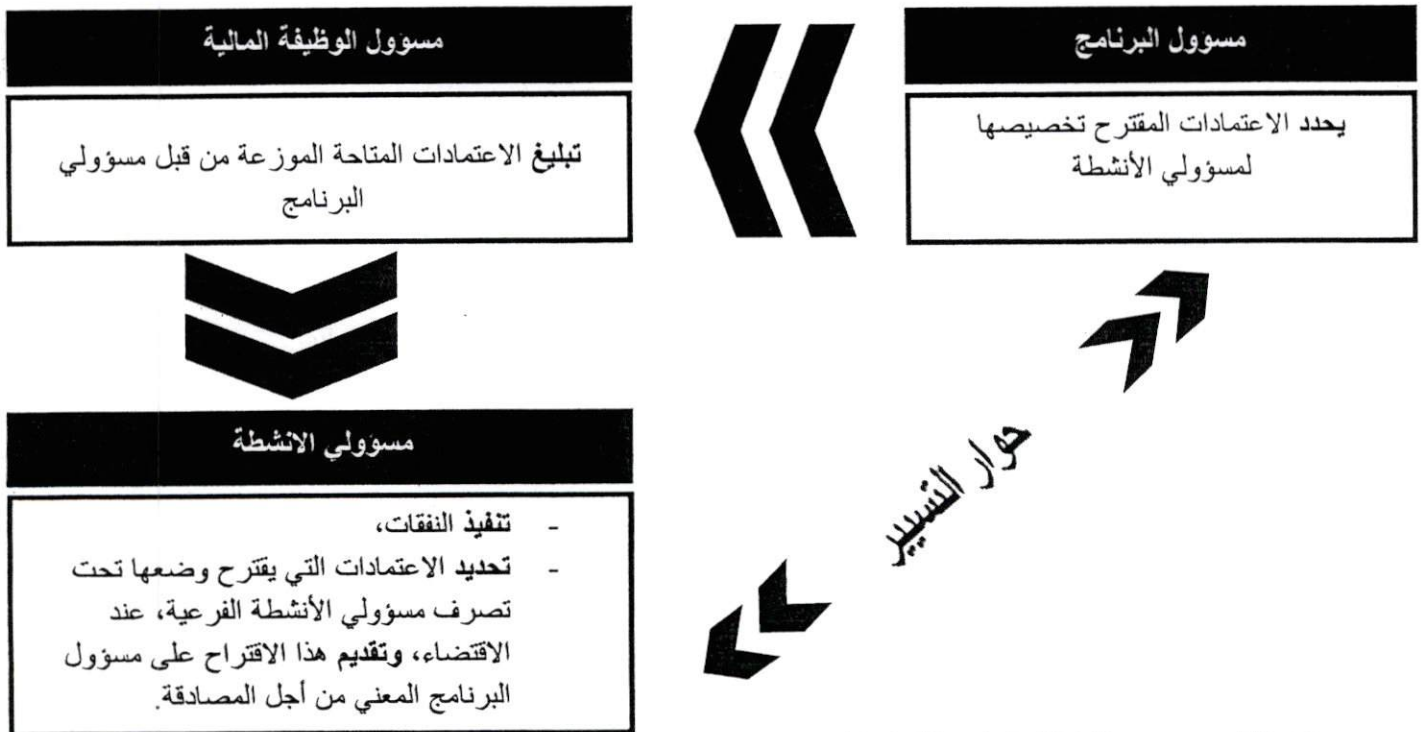 مسؤول البرنامج
يحدد الاعتمادات المقترح تخصيصها
لمسؤولي الأنشطة
مسؤول الوظيفة المالية
تبليغ الاعتمادات المتاحة الموزعة من قبل مسؤولي
البرنامج
حوار التسيير
مسؤولي الانشطة
- تنفيذ النفقات،
- تحديد الاعتمادات التي يقترح وضعها تحت
تصرف مسؤولي الأنشطة الفرعية، عند
الاقتضاء، وتقديم هذا الاقتراح على مسؤول
البرنامج المعني من أجل المصادقة.